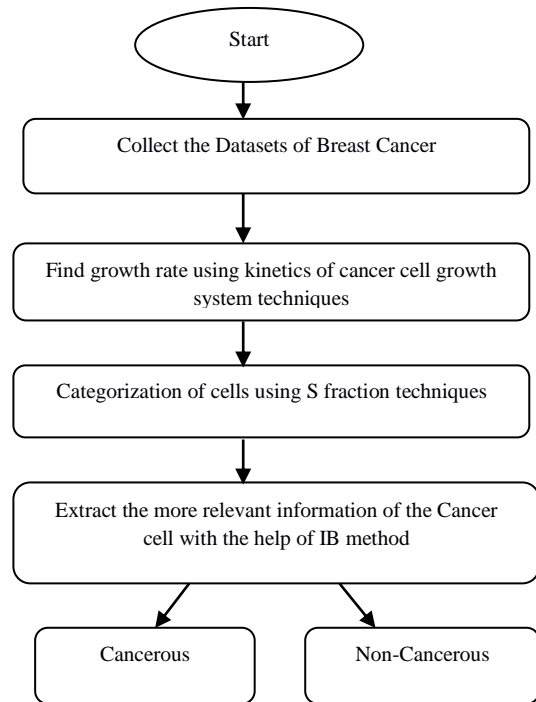 Start
Collect the Datasets of Breast Cancer
Find growth rate using kinetics of cancer cell growth
system techniques
Categorization of cells using S fraction techniques
Extract the more relevant information of the Cancer
cell with the help of IB method
Cancerous
Non-Cancerous